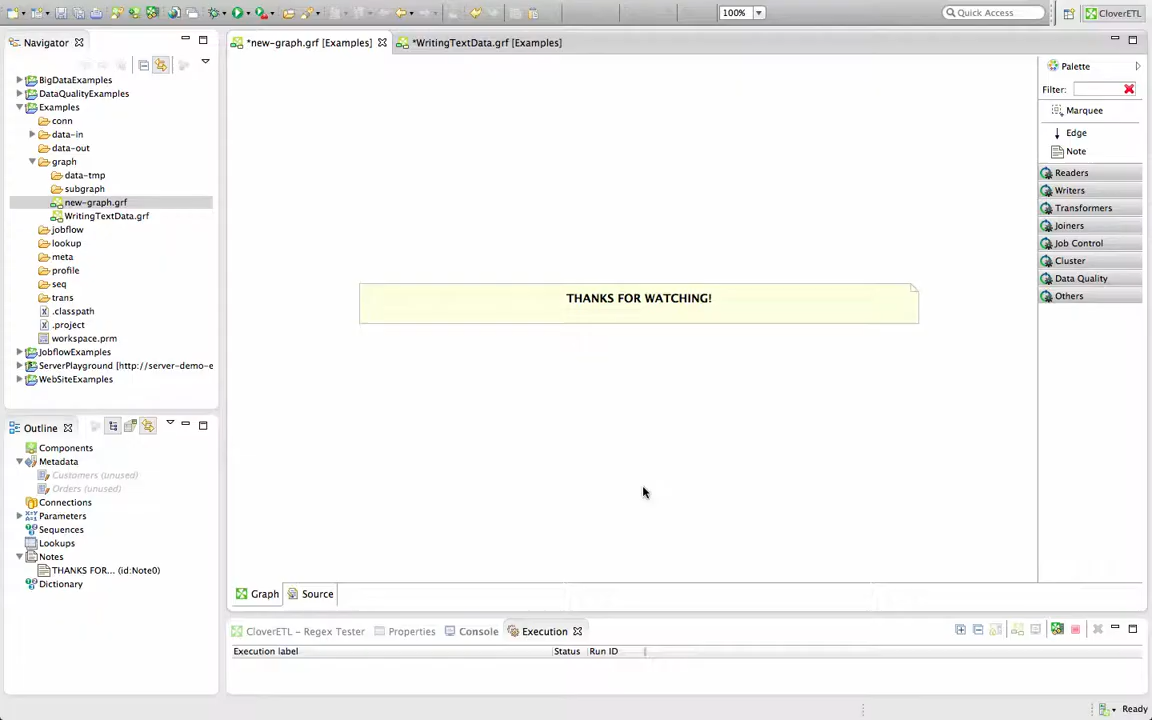 100%
Quick Access
CloverETL
Navigator
BigDataExamples
DataQualityExamples
Examples
conn
data-in
data-out
graph
data-tmp
subgraph
new-graph.grf
WritingTextData.grf
jobflow
lookup
meta
profile
seq
trans
.classpath
.project
workspace.prm
JobflowExamples
ServerPlayground [http://server-demo-e
WebSiteExamples
Outline
Components
Metadata
Customers (unused)
Orders (unused)
Connections
Parameters
Sequences
Lookups
Notes
THANKS FOR... (id:Note0)
Dictionary
*new-graph.grf [Examples]
*WritingTextData.grf [Examples]
THANKS FOR WATCHING!
Palette
Filter:
Marquee
Edge
Note
Readers
Writers
Transformers
Joiners
Job Control
Cluster
Data Quality
Others
Graph
Source
CloverETL - Regex Tester
Properties
Console
Execution
Execution label
Status
Run ID
Ready